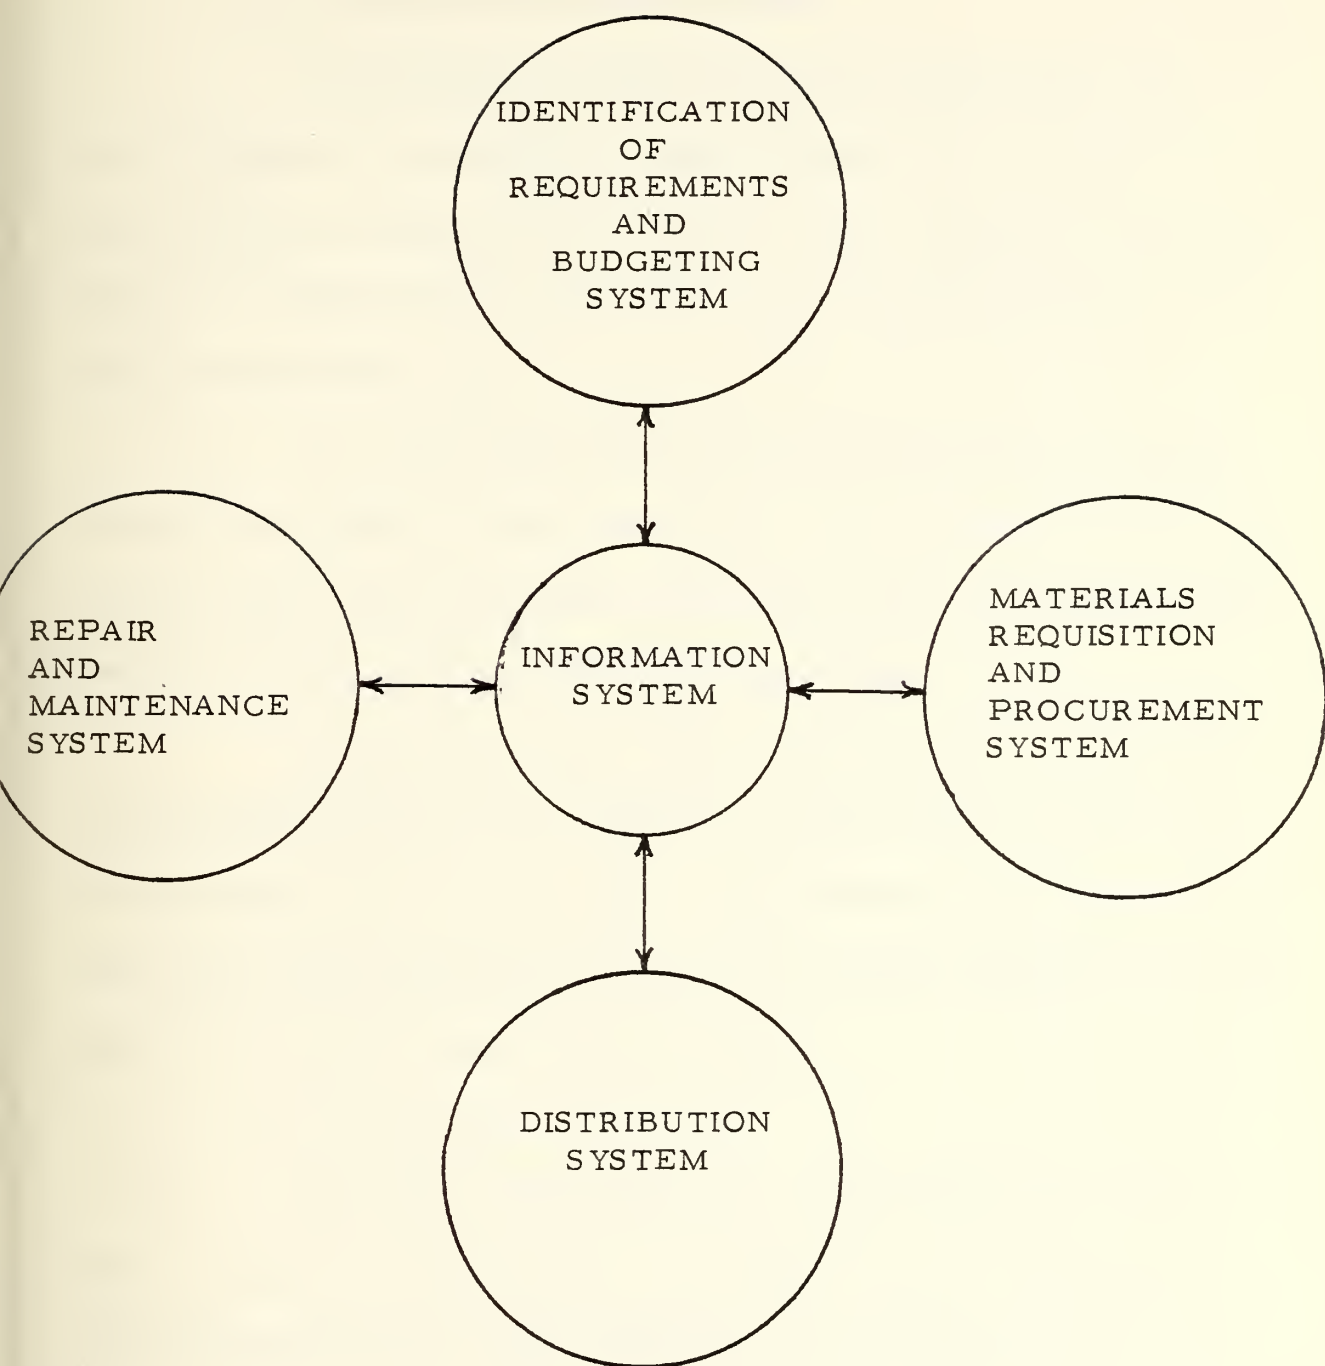 IDENTIFICATION
OF
REQUIREMENTS
AND
BUDGETING
SYSTEM
REPAIR
AND
MAINTENANCE
SYSTEM
INFORMATION
SYSTEM
MATERIALS
REQUISITION
AND
PROCUREMENT
SYSTEM
DISTRIBUTION
SYSTEM